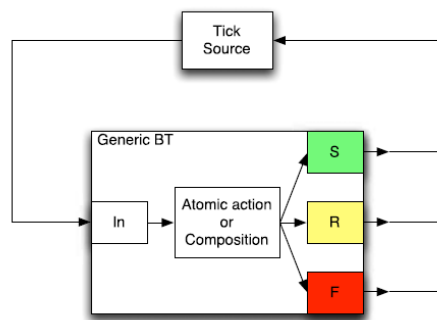 Tick
Source
Generic BT
S
In
Atomic action
or
Composition
R
F